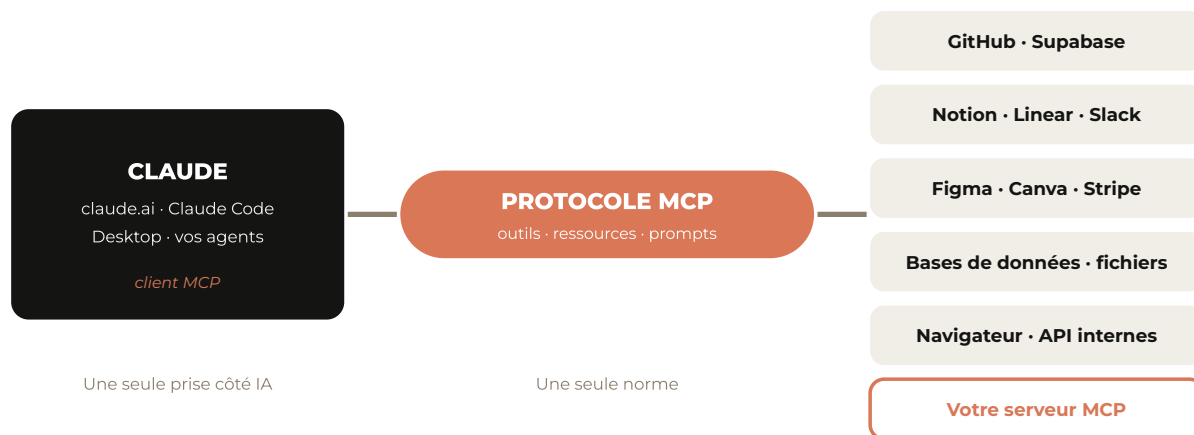 CLAUDE
claude.ai · Claude Code
Desktop · vos agents
client MCP
Une seule prise côté IA
PROTOCOLE MCP
outils · ressources · prompts
Une seule norme
GitHub · Supabase
Notion · Linear · Slack
Figma · Canva · Stripe
Bases de données · fichiers
Navigateur · API internes
Votre serveur MCP